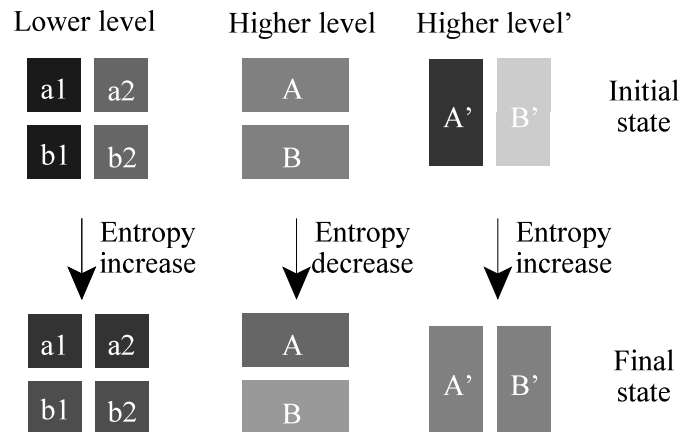 Lower level
Higher level
Higher level’
a1
a2
A
A’
B’
Initial
state
b1
b2
B
Entropy
increase
Entropy
decrease
Entropy
increase
a1
a2
A
A’
B’
Final
state
b1
b2
B